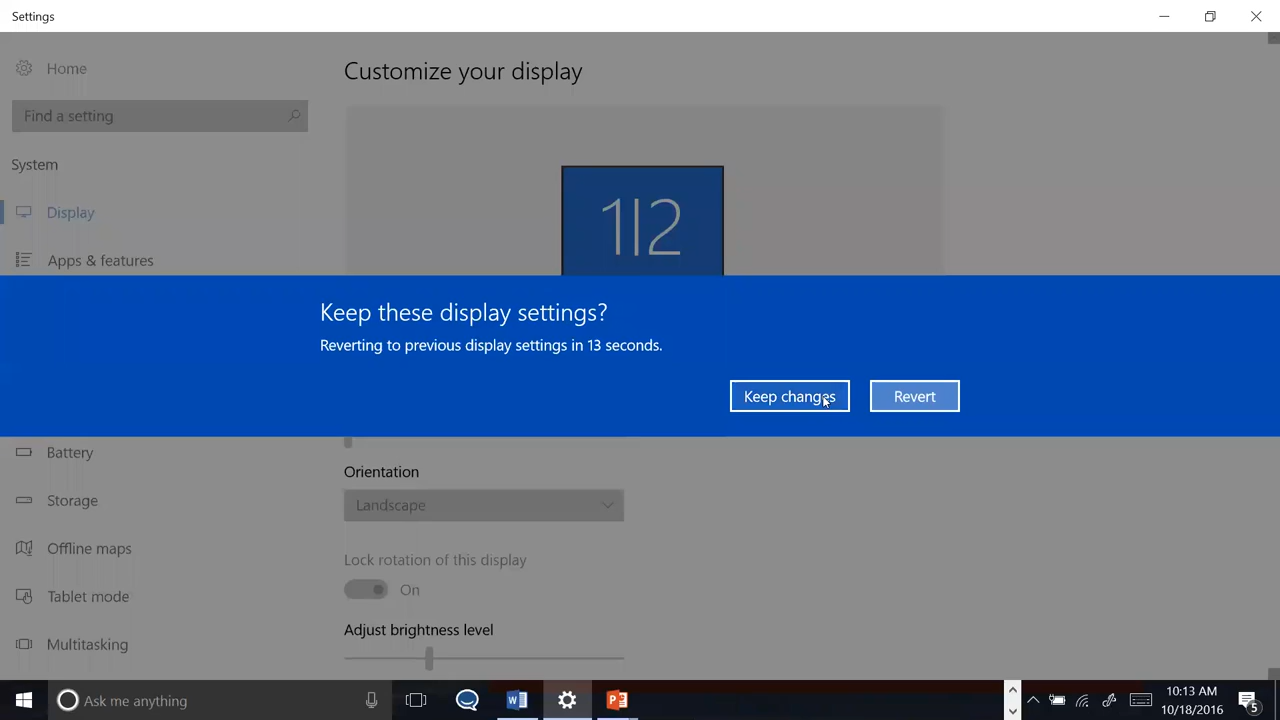 Settings
Home
Customize your display
Find a setting
System
1|2
Display
Apps & features
Keep these display settings?
Reverting to previous display settings in 13 seconds.
Keep changes
Revert
Battery
Orientation
Storage
Landscape
Offline maps
Lock rotation of this display
On
Tablet mode
Adjust brightness level
Multitasking
Ask me anything
10:13 AM
10/18/2016
5